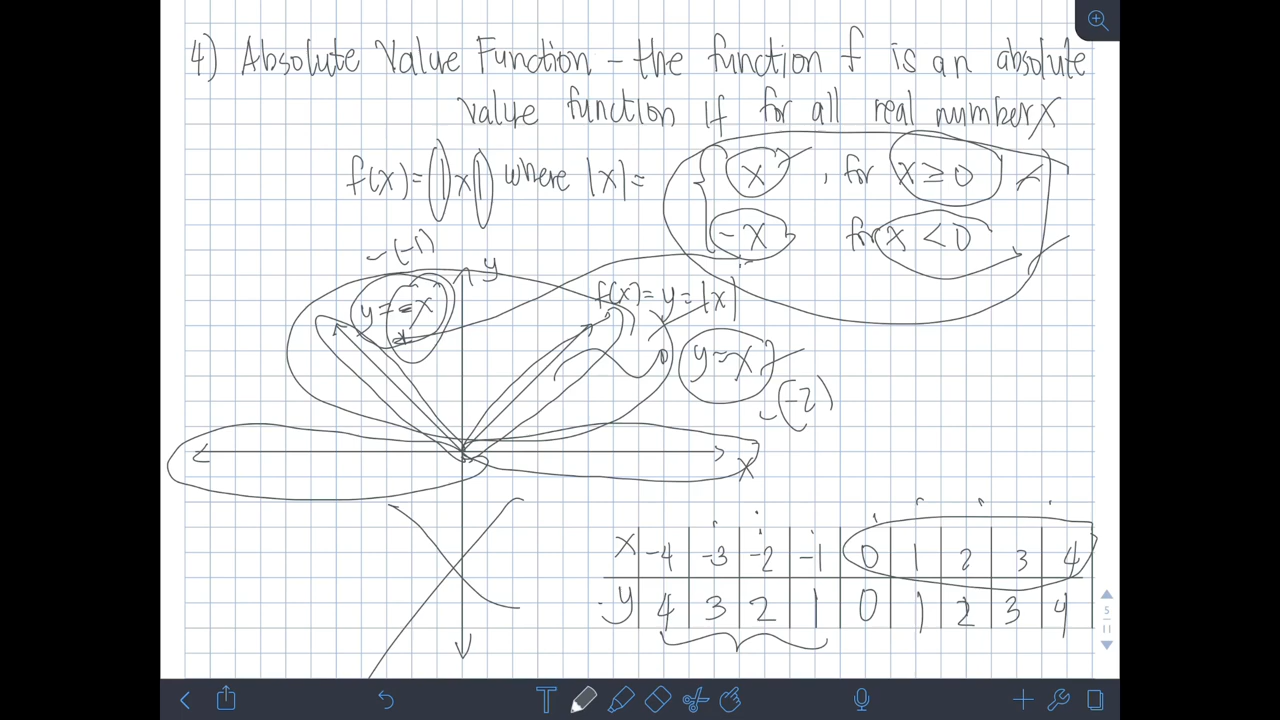 4) Absolute Value Function - the function f is an absolute
value function if for all real number x
f(x) = |x| where |x| = { x , for x ≥ 0
-x for x < 0
-(-1)
y
y = -x
f(x) = y = |x|
y = x
-(-2)
x
x -4 -3 -2 -1 0 1 2 3 4
y 4 3 2 1 0 1 2 3 4
5
11
T